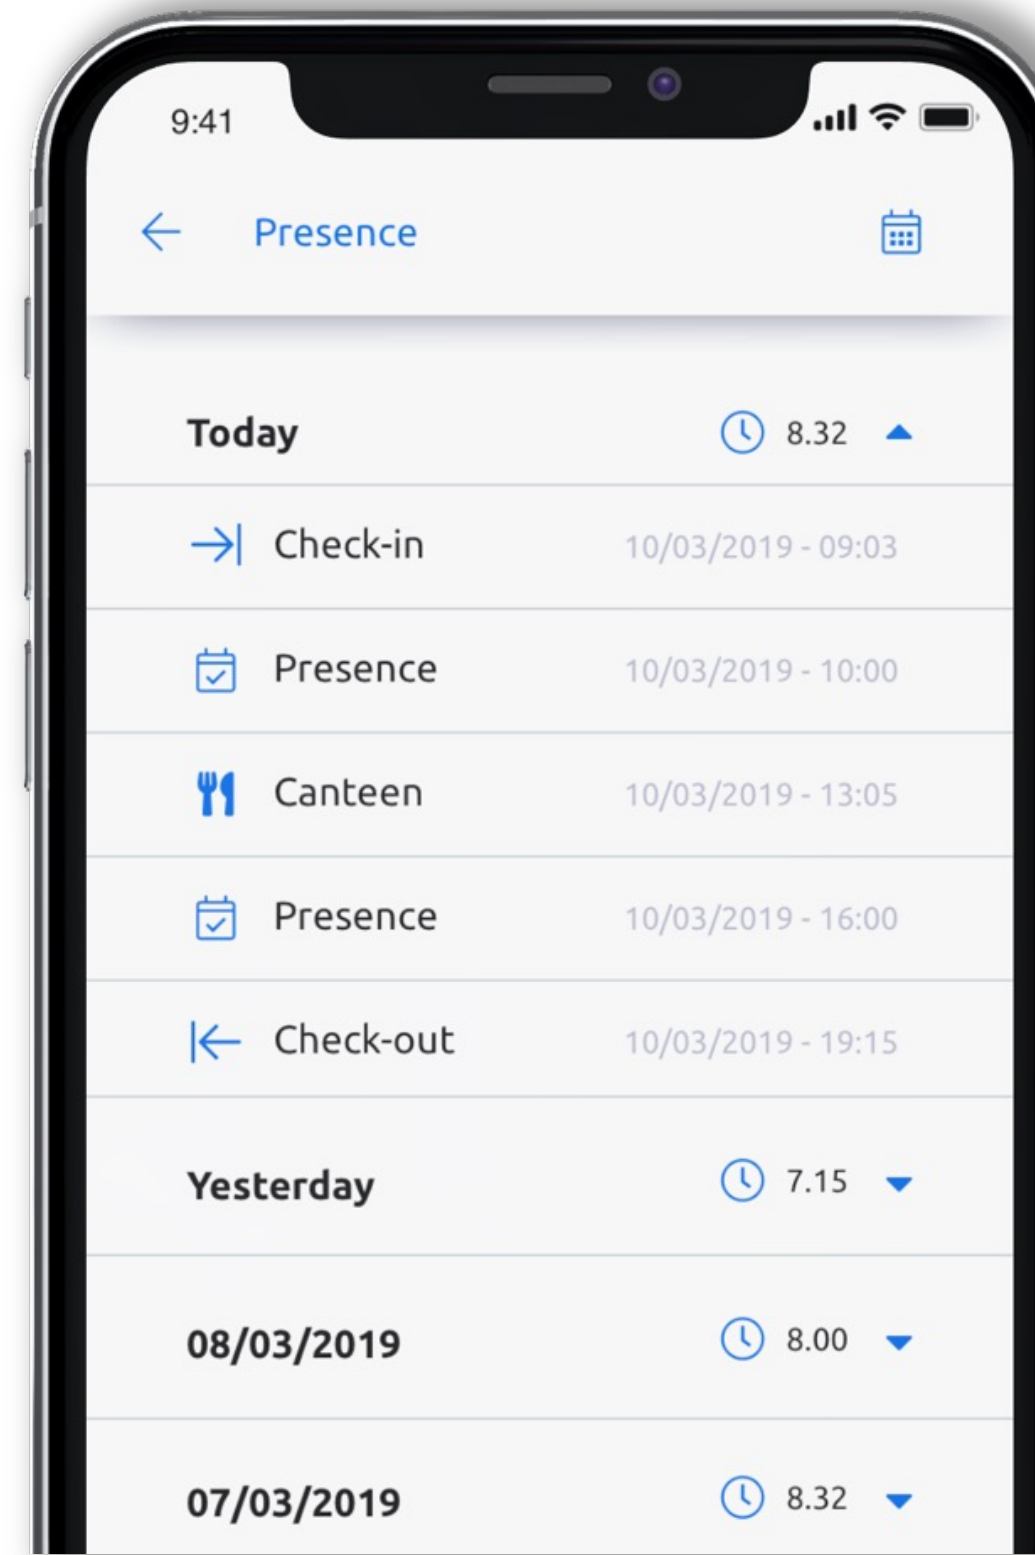 9:41
Presence
Today 8.32
Check-in 10/03/2019 - 09:03
Presence 10/03/2019 - 10:00
Canteen 10/03/2019 - 13:05
Presence 10/03/2019 - 16:00
Check-out 10/03/2019 - 19:15
Yesterday 7.15
08/03/2019 8.00
07/03/2019 8.32